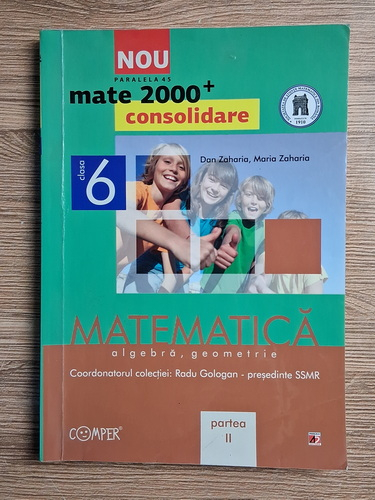 NOU
PARALELA 45
mate 2000+
consolidare
1910
Dan Zaharia, Maria Zaharia
clasa
6
MATEMATICĂ
algebră, geometrie
Coordonatorul colecției: Radu Gologan - președinte SSMR
partea
II
COMPER®